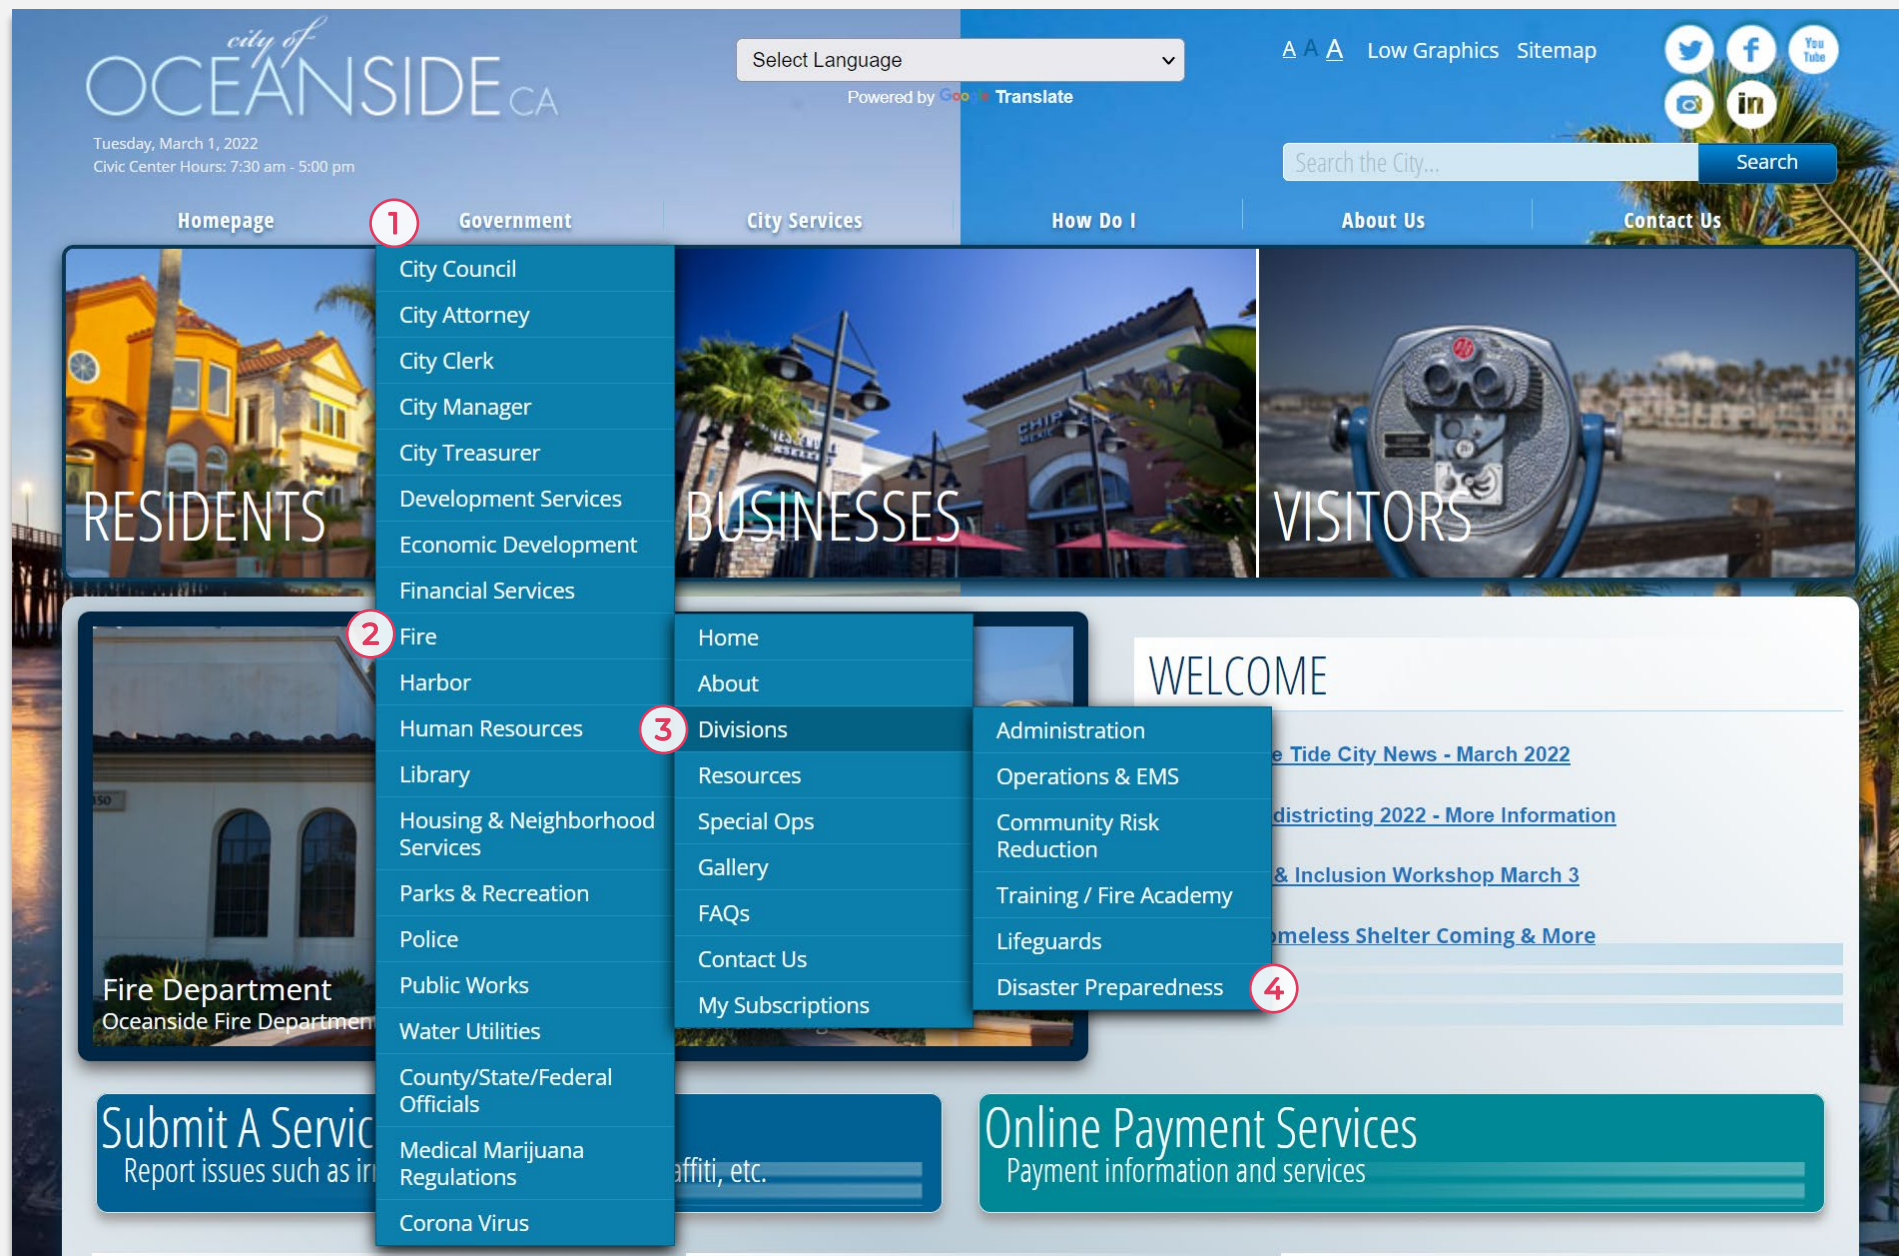 city of
OCEANSIDE CA
Tuesday, March 1, 2022
Civic Center Hours: 7:30 am - 5:00 pm
Select Language
Powered by Google Translate
A A A Low Graphics Sitemap
You
Tube
in
Search the City...
Search
Homepage
1
Government
City Services
How Do I
About Us
Contact Us
City Council
City Attorney
City Clerk
City Manager
City Treasurer
Development Services
Economic Development
Financial Services
2
Fire
Harbor
Human Resources
Library
Housing & Neighborhood
Services
Parks & Recreation
Police
Public Works
Water Utilities
County/State/Federal
Officials
Medical Marijuana
Regulations
Corona Virus
RESIDENTS
BUSINESSES
VISITORS
Home
About
3
Divisions
Resources
Special Ops
Gallery
FAQs
Contact Us
My Subscriptions
Administration
Operations & EMS
Community Risk
Reduction
Training / Fire Academy
Lifeguards
Disaster Preparedness
4
WELCOME
e Tide City News - March 2022
districting 2022 - More Information
& Inclusion Workshop March 3
meless Shelter Coming & More
Fire Department
Oceanside Fire Departmen
Submit A Servic
Report issues such as ir
affiti, etc.
Online Payment Services
Payment information and services